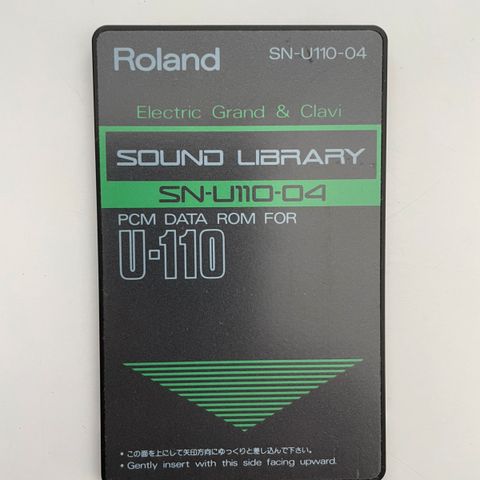 Roland SN-U110-04
Electric Grand & Clavi
SOUND LIBRARY
SN-U110-04
PCM DATA ROM FOR
U-110
* この面を上にして矢印方向にゆっくりと差し込んで下さい。
* Gently insert with this side facing upward.